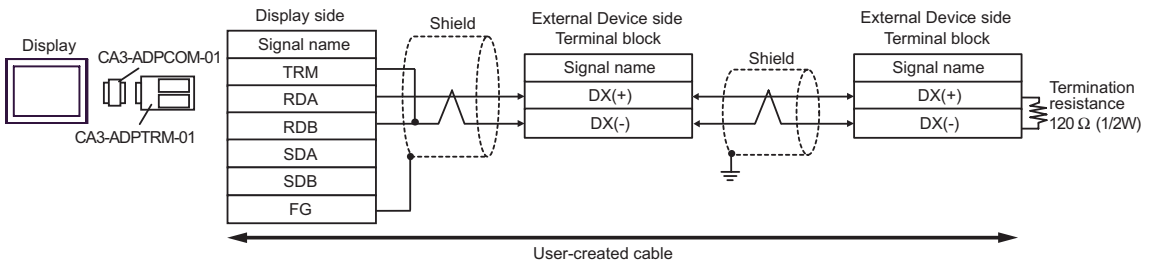 Display
CA3-ADPCOM-01
CA3-ADPTRM-01
Display side
Signal name
TRM
RDA
RDB
SDA
SDB
FG
Shield
External Device side
Terminal block
Signal name
DX(+)
DX(-)
Shield
External Device side
Terminal block
Signal name
DX(+)
DX(-)
Termination
resistance
120 Ω (1/2W)
User-created cable